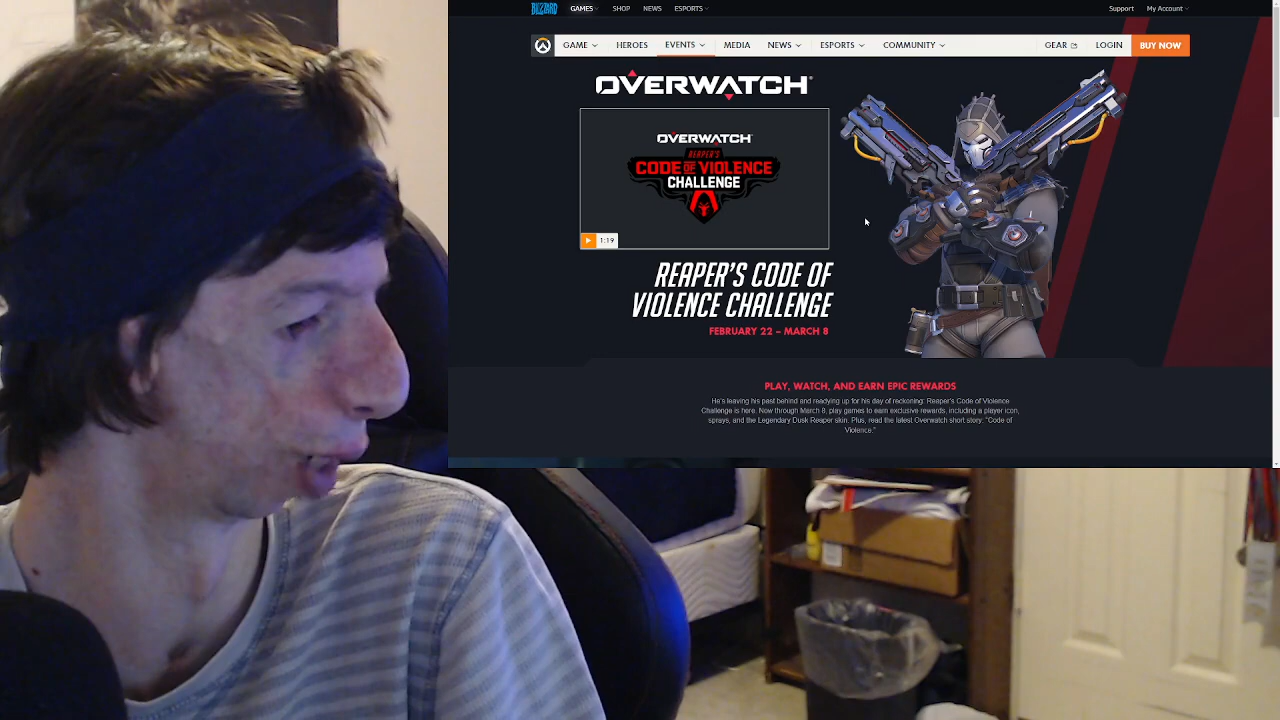 BLIZZARD GAMES SHOP NEWS ESPORTS Support My Account
GAME HEROES EVENTS MEDIA NEWS ESPORTS COMMUNITY GEAR LOGIN BUY NOW
OVERWATCH
OVERWATCH
REAPER'S
CODE OF VIOLENCE
CHALLENGE
1:19
REAPER'S CODE OF
VIOLENCE CHALLENGE
FEBRUARY 22 – MARCH 8
PLAY, WATCH, AND EARN EPIC REWARDS
He's leaving his past behind and readying up for his day of reckoning: Reaper's Code of Violence
Challenge is here. Now through March 8, play games to earn exclusive rewards, including a player icon,
sprays, and the Legendary Dusk Reaper skin. Plus, read the latest Overwatch short story: "Code of
Violence."